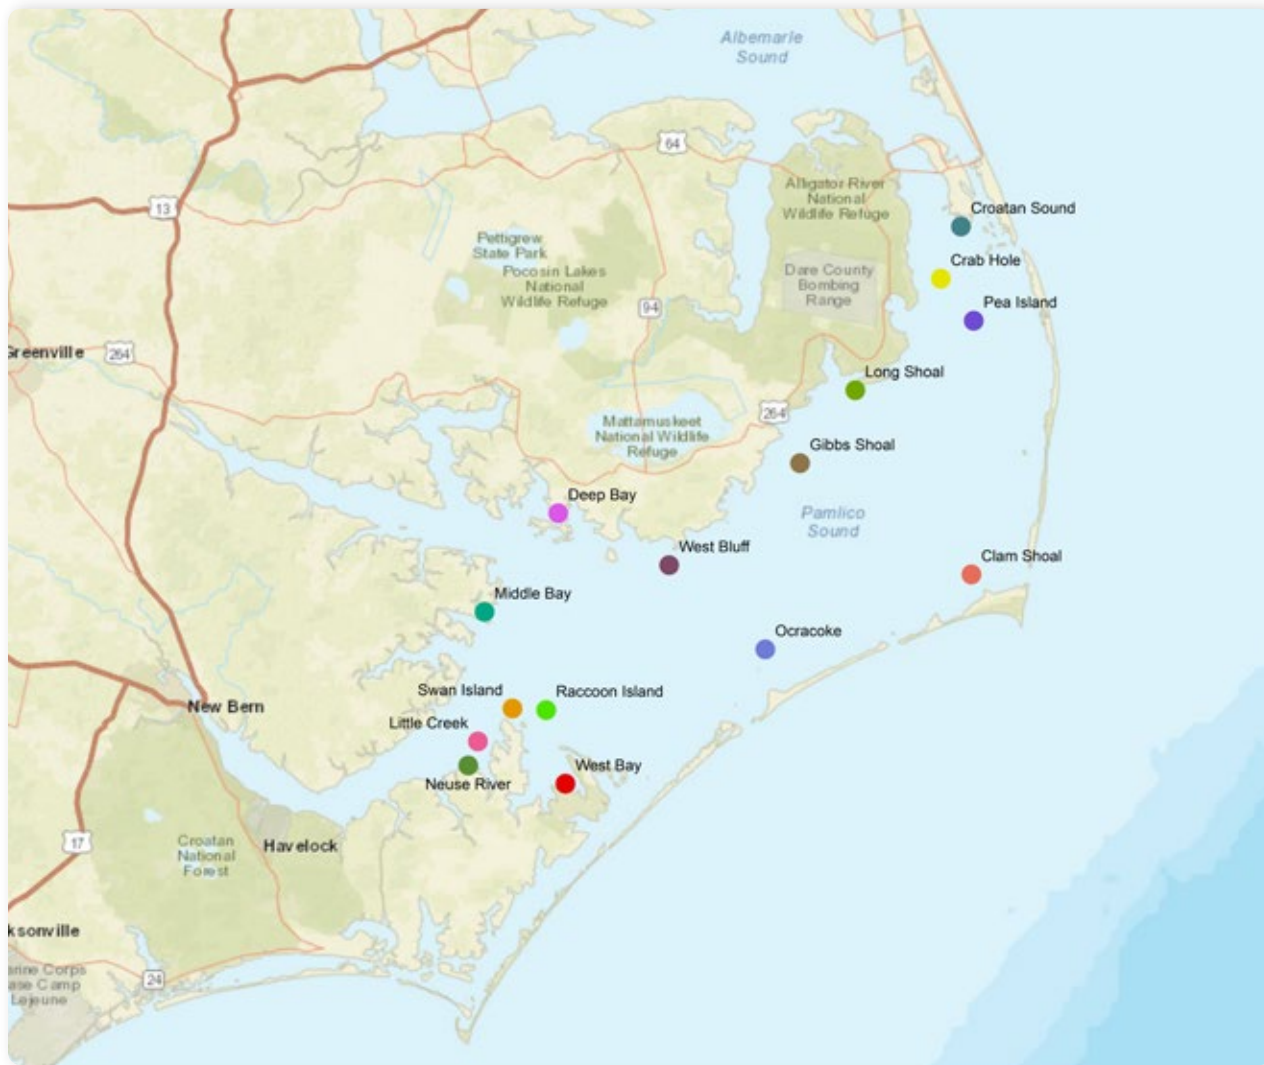 Albemarle
Sound
64
Alligator River
National
Wildlife Refuge
13
Croatan Sound
Pettigrew
State Park
Pocosin Lakes
National
Wildlife Refuge
Crab Hole
Dare County
Bombing
Range
Pea Island
94
Greenville
264
Long Shoal
264
Mattamuskeet
National Wildlife
Refuge
Gibbs Shoal
Deep Bay
Pamlico
Sound
West Bluff
Clam Shoal
Middle Bay
Ocracoke
Swan Island
Raccoon Island
New Bern
Little Creek
West Bay
Neuse River
17
Croatan
National
Forest
Havelock
ksonville
arine Corps
ase Camp
Lejeune
24